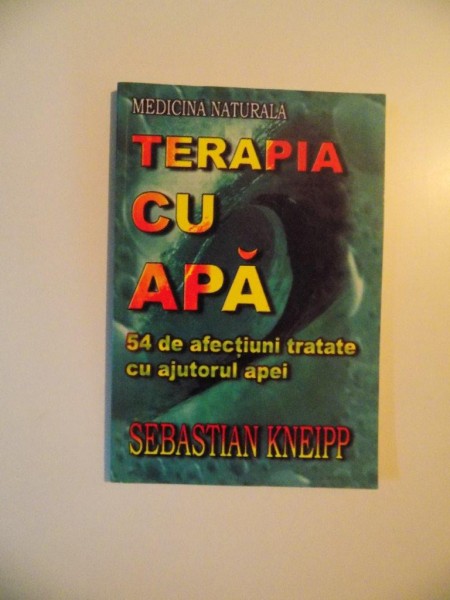 MEDICINA NATURALA
TERAPIA
CU
APĂ
54 de afecţiuni tratate
cu ajutorul apei
SEBASTIAN KNEIPP